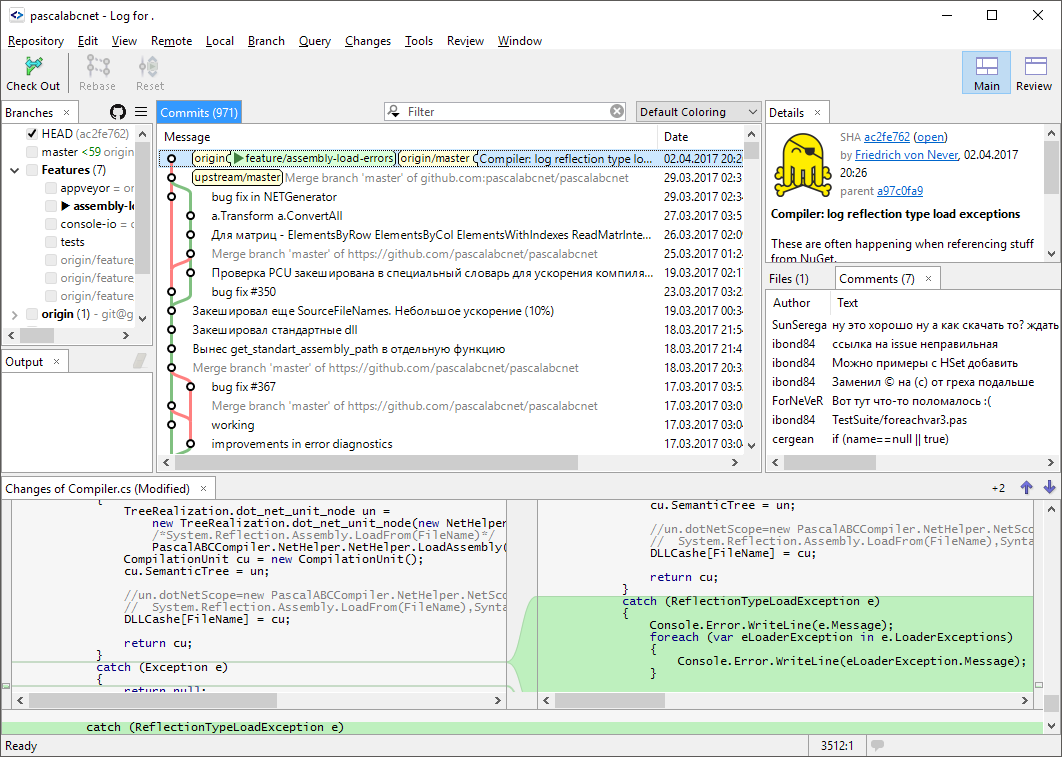 pascalabcnet - Log for .
Repository Edit View Remote Local Branch Query Changes Tools Review Window
Check Out Rebase Reset Main Review
Branches × Commits (971) Filter Default Coloring Details ×
HEAD (ac2fe762)
master <59 origin
Features (7)
appveyor = or
assembly-lo
console-io = o
tests
origin/feature
origin/feature
origin/feature
origin (1) - git@g
Output ×
Message Date
origin feature/assembly-load-errors origin/master Compiler: log reflection type lo... 02.04.2017 20:2
upstream/master Merge branch 'master' of github.com:pascalabcnet/pascalabcnet 29.03.2017 02:3
bug fix in NETGenerator 29.03.2017 02:3
a.Transform a.ConvertAll 27.03.2017 03:5
Для матриц - ElementsByRow ElementsByCol ElementsWithIndexes ReadMatrInte... 26.03.2017 02:0
Merge branch 'master' of https://github.com/pascalabcnet/pascalabcnet 25.03.2017 01:2
Проверка PCU закеширована в специальный словарь для ускорения компиля... 19.03.2017 02:1
bug fix #350 23.03.2017 03:2
Закешировал еще SourceFileNames. Небольшое ускорение (10%) 19.03.2017 00:3
Закешировал стандартные dll 18.03.2017 21:5
Вынес get_standart_assembly_path в отдельную функцию 18.03.2017 21:4
Merge branch 'master' of https://github.com/pascalabcnet/pascalabcnet 18.03.2017 20:3
bug fix #367 17.03.2017 03:5
Merge branch 'master' of https://github.com/pascalabcnet/pascalabcnet 17.03.2017 03:0
working 17.03.2017 03:0
improvements in error diagnostics 17.03.2017 03:0
SHA ac2fe762 (open)
by Friedrich von Never, 02.04.2017
20:26
parent a97c0fa9
Compiler: log reflection type load exceptions
These are often happening when referencing stuff
from NuGet.
Files (1) Comments (7) ×
Author Text
SunSerega ну это хорошо ну а как скачать то? ждать
ibond84 ссылка на issue неправильная
ibond84 Можно примеры с HSet добавить
ibond84 Заменил © на (c) от греха подальше
ForNeVeR Вот тут что-то поломалось :(
ibond84 TestSuite/foreachvar3.pas
cergean if (name==null || true)
Changes of Compiler.cs (Modified) × +2
{
TreeRealization.dot_net_unit_node un =
new TreeRealization.dot_net_unit_node(new NetHelper
/*System.Reflection.Assembly.LoadFrom(FileName)*/
PascalABCCompiler.NetHelper.NetHelper.LoadAssembly(
CompilationUnit cu = new CompilationUnit();
cu.SemanticTree = un;
//un.dotNetScope=new PascalABCCompiler.NetHelper.NetSc
// System.Reflection.Assembly.LoadFrom(FileName),Synta
DLLCashe[FileName] = cu;
return cu;
}
catch (Exception e)
{
return null;
cu.SemanticTree = un;
//un.dotNetScope=new PascalABCCompiler.NetHelper.NetSco
// System.Reflection.Assembly.LoadFrom(FileName),Synta
DLLCashe[FileName] = cu;
return cu;
}
catch (ReflectionTypeLoadException e)
{
Console.Error.WriteLine(e.Message);
foreach (var eLoaderException in e.LoaderExceptions)
{
Console.Error.WriteLine(eLoaderException.Message);
}
catch (ReflectionTypeLoadException e)
Ready 3512:1